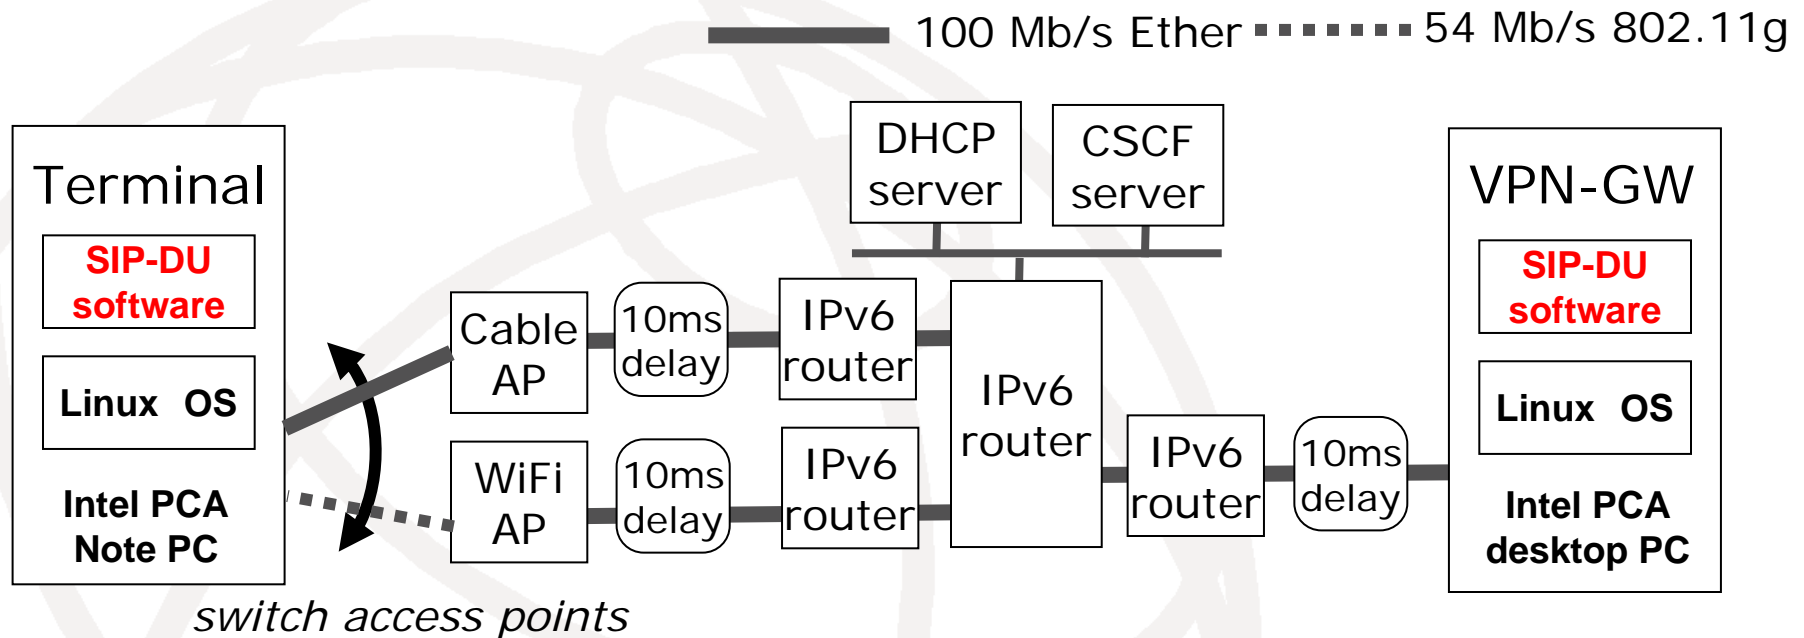 100 Mb/s Ether
54 Mb/s 802.11g
Terminal
SIP-DU
software
Linux OS
Intel PCA
Note PC
switch access points
Cable
AP
10ms
delay
IPv6
router
WiFi
AP
10ms
delay
IPv6
router
DHCP
server
CSCF
server
IPv6
router
IPv6
router
10ms
delay
VPN-GW
SIP-DU
software
Linux OS
Intel PCA
desktop PC